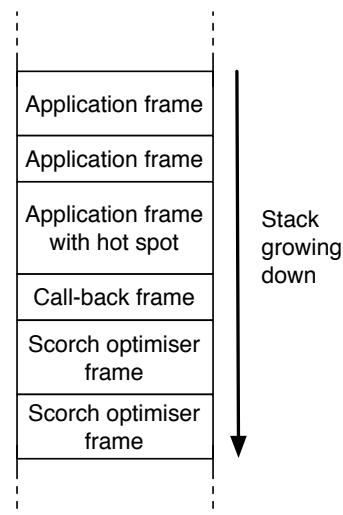 Application frame
Application frame
Application frame
with hot spot
Call-back frame
Scorch optimiser
frame
Scorch optimiser
frame
Stack
growing
down